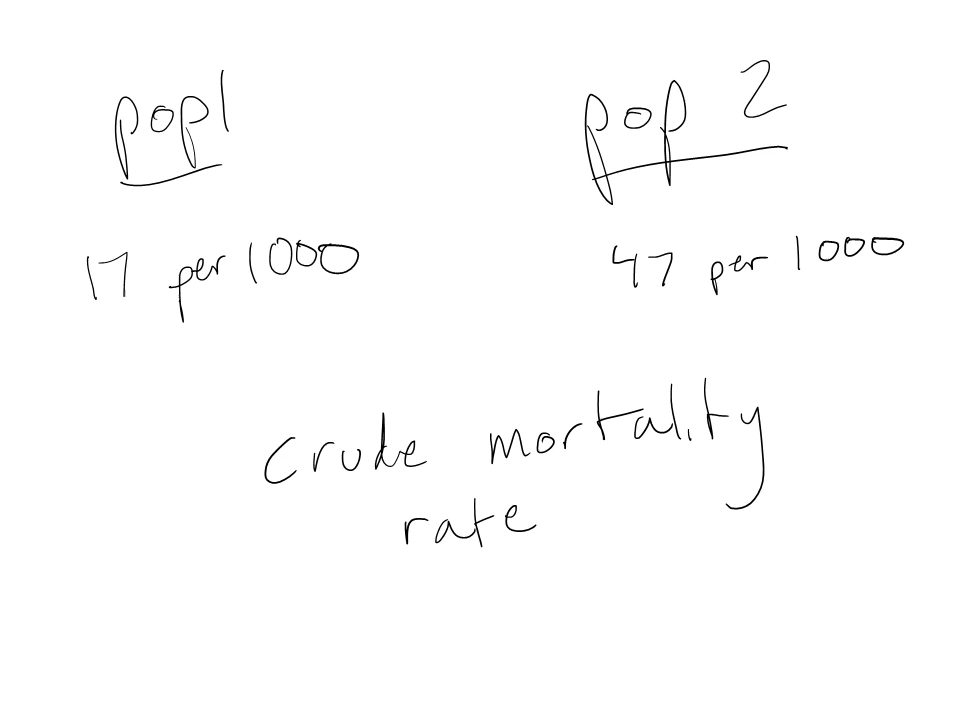 pop1
pop 2
17 per 1000
47 per 1000
crude mortality
rate